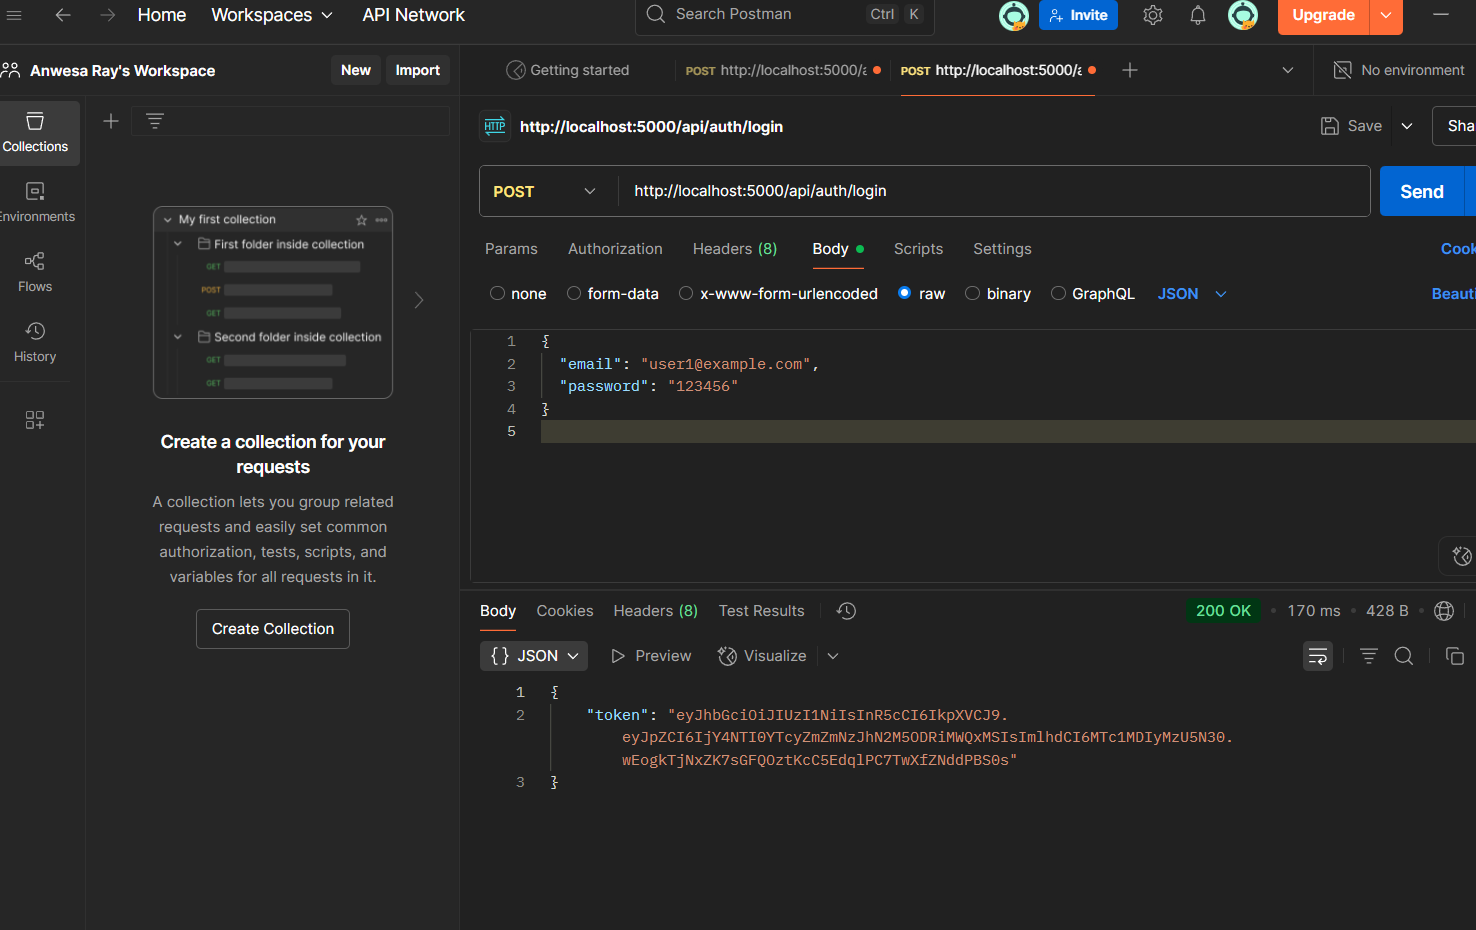 Home Workspaces API Network Search Postman Ctrl K Invite Upgrade
Anwesa Ray's Workspace New Import Getting started POST http://localhost:5000/a POST http://localhost:5000/a No environment
Collections
Environments
Flows
History
My first collection
First folder inside collection
GET
POST
GET
Second folder inside collection
GET
GET
Create a collection for your
requests
A collection lets you group related
requests and easily set common
authorization, tests, scripts, and
variables for all requests in it.
Create Collection
HTTP http://localhost:5000/api/auth/login Save Sha
POST http://localhost:5000/api/auth/login Send
Params Authorization Headers (8) Body Scripts Settings Cook
none form-data x-www-form-urlencoded raw binary GraphQL JSON Beauti
1 {
2 "email": "user1@example.com",
3 "password": "123456"
4 }
5
Body Cookies Headers (8) Test Results 200 OK • 170 ms • 428 B •
{} JSON Preview Visualize
1 {
2 "token": "eyJhbGciOiJIUzI1NiIsInR5cCI6IkpXVCJ9.
eyJpZCI6IjY4NTI0YTcyZmZmNzJhN2M5ODRiMWQxMSIsImlhdCI6MTc1MDIyMzU5N30.
wEogkTjNxZK7sGFQOztKcC5EdqlPC7TwXfZNddPBS0s"
3 }